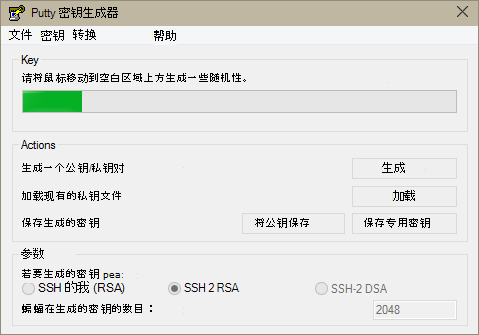 Putty 密钥生成器
文件 密钥 转换 帮助
Key
请将鼠标移动到空白区域上方生成一些随机性。
Actions
生成一个公钥/私钥对 生成
加载现有的私钥文件 加载
保存生成的密钥 将公钥保存 保存专用密钥
参数
若要生成的密钥 pea:
SSH 的我 (RSA) SSH 2 RSA SSH-2 DSA
蝙蝠在生成的密钥的数目： 2048